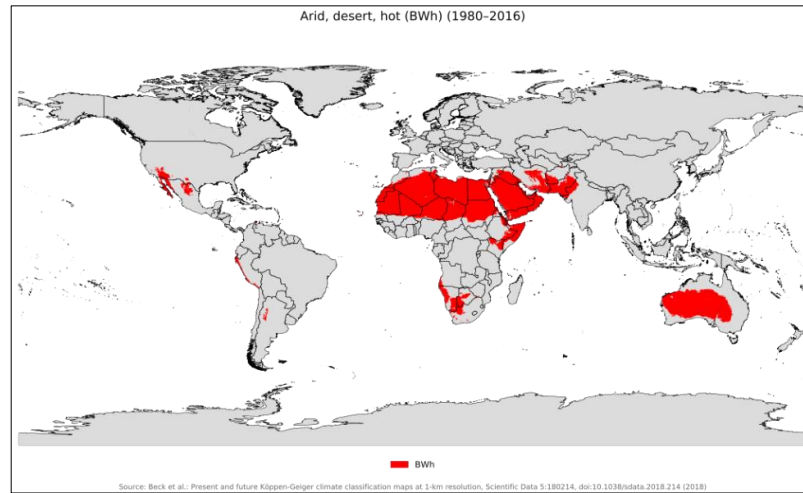 Arid, desert, hot (BWh) (1980–2016)
BWh
Source: Beck et al.: Present and future Köppen-Geiger climate classification maps at 1-km resolution, Scientific Data 5:180214, doi:10.1038/sdata.2018.214 (2018)